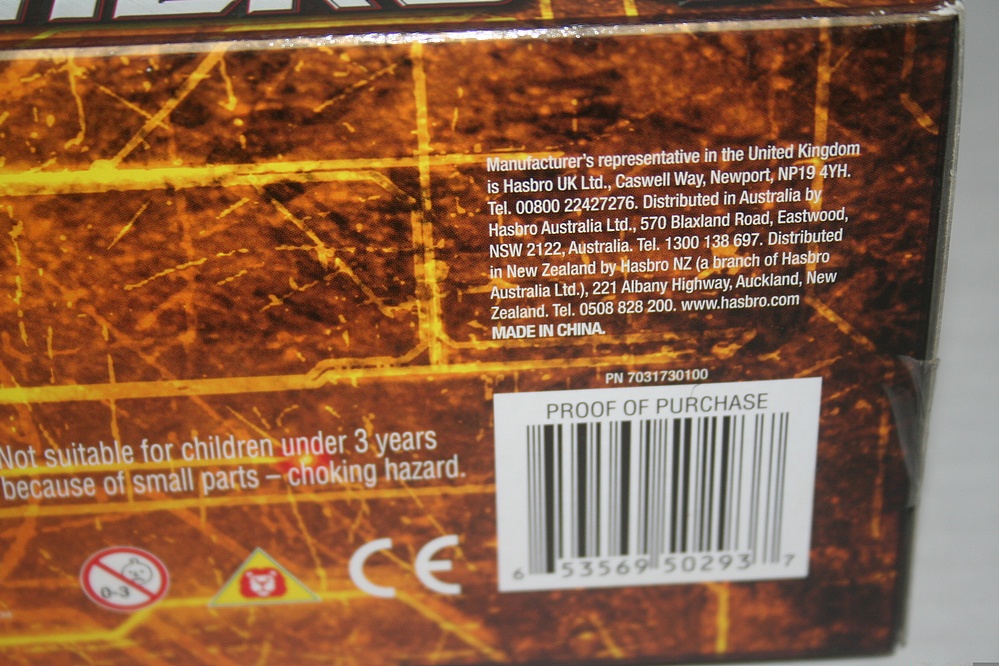 Manufacturer's representative in the United Kingdom
is Hasbro UK Ltd., Caswell Way, Newport, NP19 4YH.
Tel. 00800 22427276. Distributed in Australia by
Hasbro Australia Ltd., 570 Blaxland Road, Eastwood,
NSW 2122, Australia. Tel. 1300 138 697. Distributed
in New Zealand by Hasbro NZ (a branch of Hasbro
Australia Ltd.), 221 Albany Highway, Auckland, New
Zealand. Tel. 0508 828 200. www.hasbro.com
MADE IN CHINA.
PN 7031730100
PROOF OF PURCHASE
6 53569 50293 7
Not suitable for children under 3 years
because of small parts – choking hazard.
0-3
CE